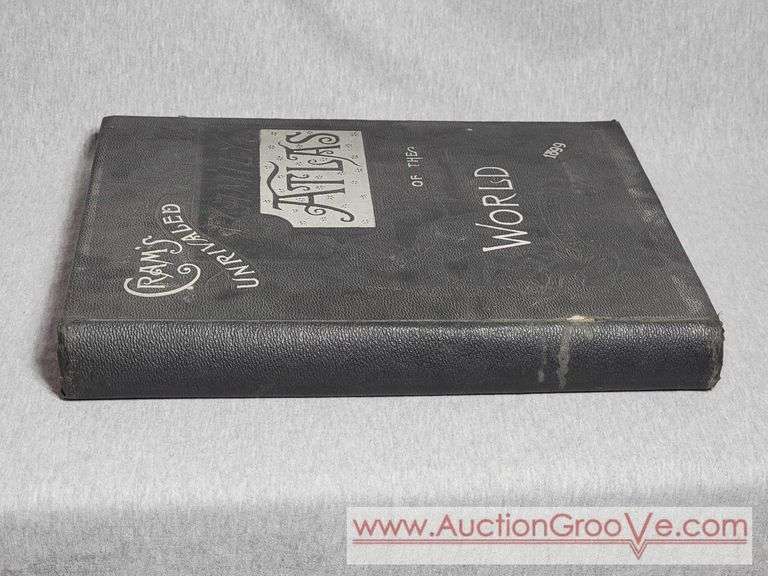 CRAM'S
UNRIVALED
ATLAS
OF THE
WORLD
1899
www.AuctionGrooVe.com